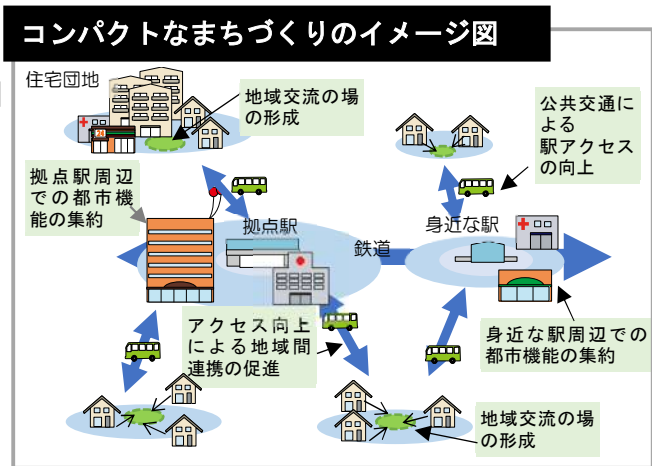 コンパクトなまちづくりのイメージ図
住宅団地
地域交流の場
の形成
公共交通に
よる
駅アクセス
の向上
拠点駅周辺
での都市機
能の集約
拠点駅
鉄道
身近な駅
アクセス向上
による地域間
連携の促進
身近な駅周辺での
都市機能の集約
地域交流の場
の形成